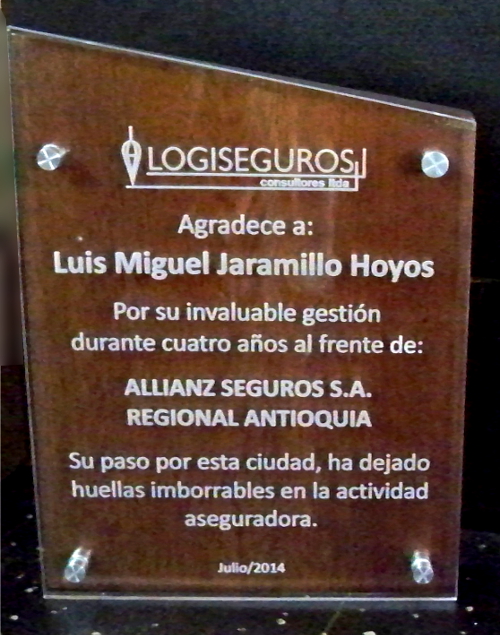 LOGISEGUROS
consultores ltda
Agradece a:
Luis Miguel Jaramillo Hoyos
Por su invaluable gestión
durante cuatro años al frente de:
ALLIANZ SEGUROS S.A.
REGIONAL ANTIOQUIA
Su paso por esta ciudad, ha dejado
huellas imborrables en la actividad
aseguradora.
Julio/2014